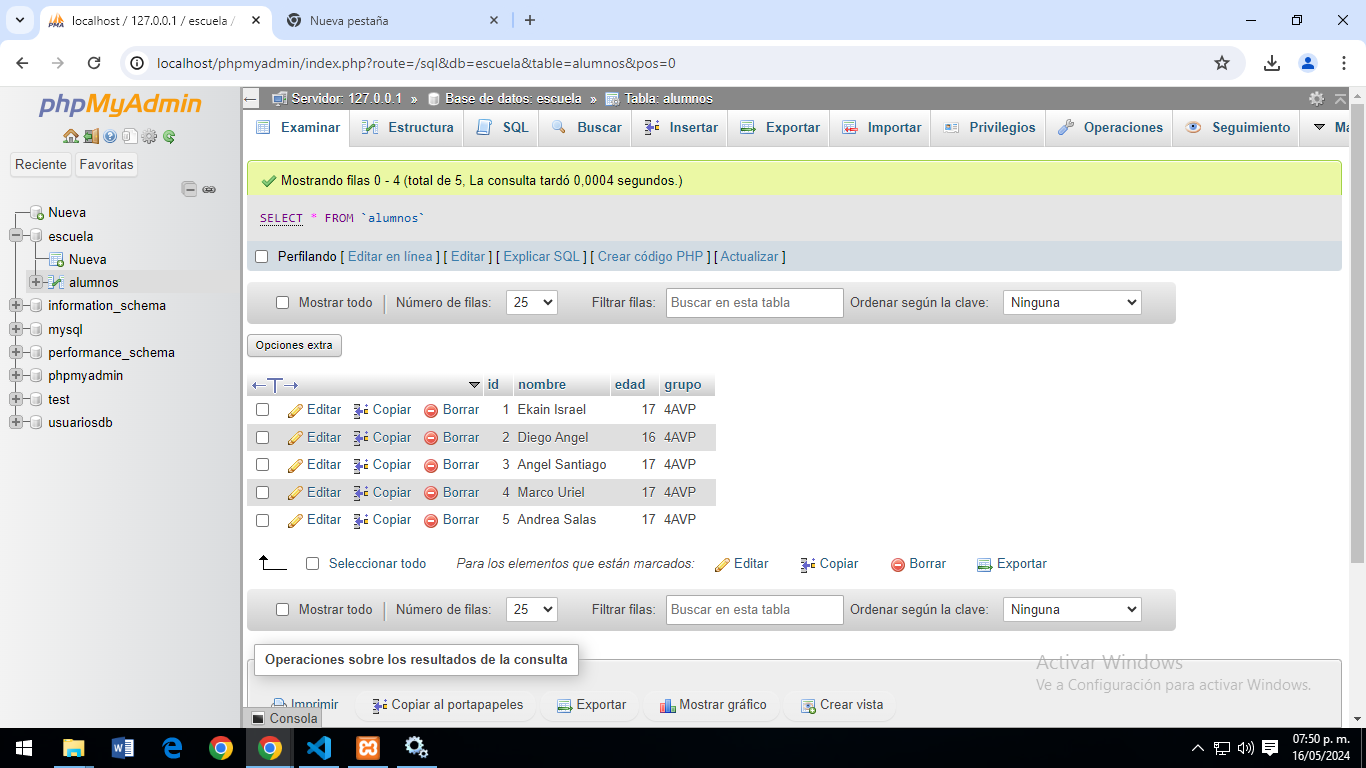 localhost / 127.0.0.1 / escuela /
Nueva pestaña
localhost/phpmyadmin/index.php?route=/sql&db=escuela&table=alumnos&pos=0
phpMyAdmin
Reciente Favoritas
Nueva
escuela
Nueva
alumnos
information_schema
mysql
performance_schema
phpmyadmin
test
usuariosdb
Servidor: 127.0.0.1 » Base de datos: escuela » Tabla: alumnos
Examinar Estructura SQL Buscar Insertar Exportar Importar Privilegios Operaciones Seguimiento
Mostrando filas 0 - 4 (total de 5, La consulta tardó 0,0004 segundos.)
SELECT * FROM `alumnos`
Perfilando [ Editar en línea ] [ Editar ] [ Explicar SQL ] [ Crear código PHP ] [ Actualizar ]
Mostrar todo | Número de filas: 25 Filtrar filas: Buscar en esta tabla Ordenar según la clave: Ninguna
Opciones extra
←T→ id nombre edad grupo
Editar Copiar Borrar 1 Ekain Israel 17 4AVP
Editar Copiar Borrar 2 Diego Angel 16 4AVP
Editar Copiar Borrar 3 Angel Santiago 17 4AVP
Editar Copiar Borrar 4 Marco Uriel 17 4AVP
Editar Copiar Borrar 5 Andrea Salas 17 4AVP
Seleccionar todo Para los elementos que están marcados: Editar Copiar Borrar Exportar
Mostrar todo | Número de filas: 25 Filtrar filas: Buscar en esta tabla Ordenar según la clave: Ninguna
Operaciones sobre los resultados de la consulta
Imprimir Copiar al portapapeles Exportar Mostrar gráfico Crear vista
Consola
Activar Windows
Ve a Configuración para activar Windows.
07:50 p. m.
16/05/2024